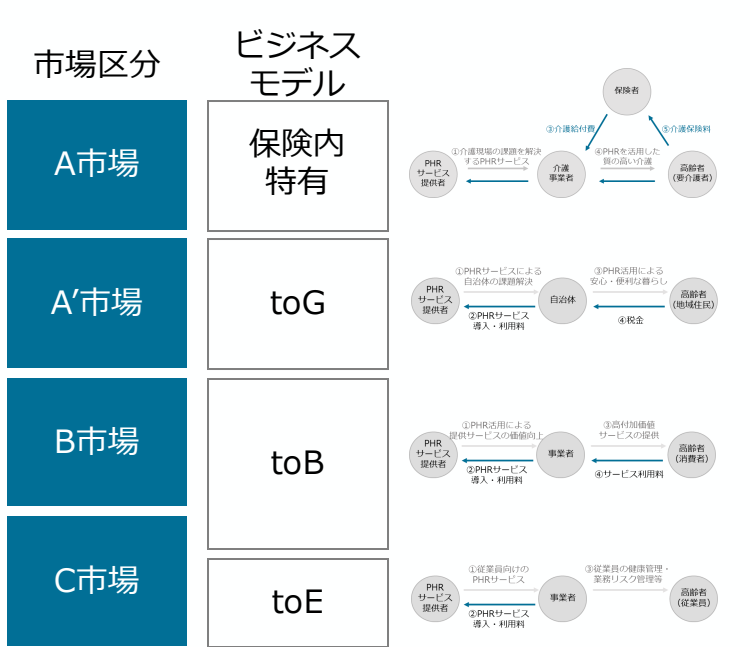 市場区分
ビジネス
モデル
A市場
保険内
特有
保険者
③介護給付費
⑤介護保険料
①介護現場の課題を解決
するPHRサービス
④PHRを活用した
質の高い介護
PHR
サービス
提供者
介護
事業者
高齢者
(要介護者)
A’市場
toG
①PHRサービスによる
自治体の課題解決
③PHR活用による
安心・便利な暮らし
PHR
サービス
提供者
自治体
高齢者
(地域住民)
②PHRサービス
導入・利用料
④税金
B市場
toB
①PHR活用による
提供サービスの価値向上
③高付加価値
サービスの提供
PHR
サービス
提供者
事業者
高齢者
(消費者)
②PHRサービス
導入・利用料
④サービス利用料
C市場
toE
①従業員向けの
PHRサービス
③従業員の健康管理・
業務リスク管理等
PHR
サービス
提供者
事業者
高齢者
(従業員)
②PHRサービス
導入・利用料